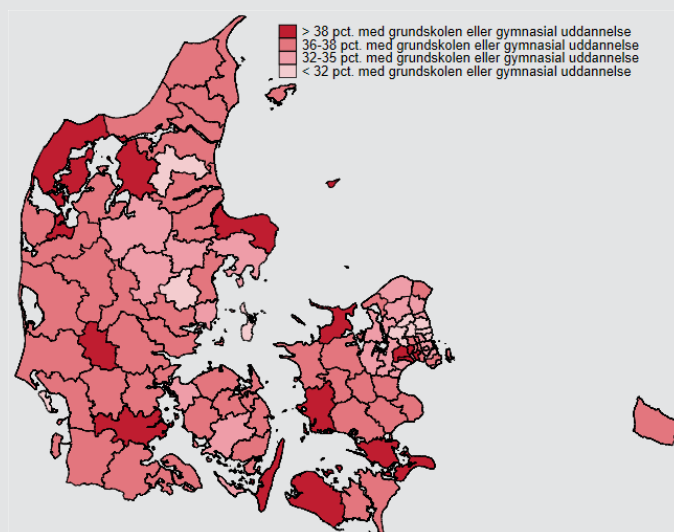 > 38 pct. med grundskolen eller gymnasial uddannelse
36-38 pct. med grundskolen eller gymnasial uddannelse
32-35 pct. med grundskolen eller gymnasial uddannelse
< 32 pct. med grundskolen eller gymnasial uddannelse